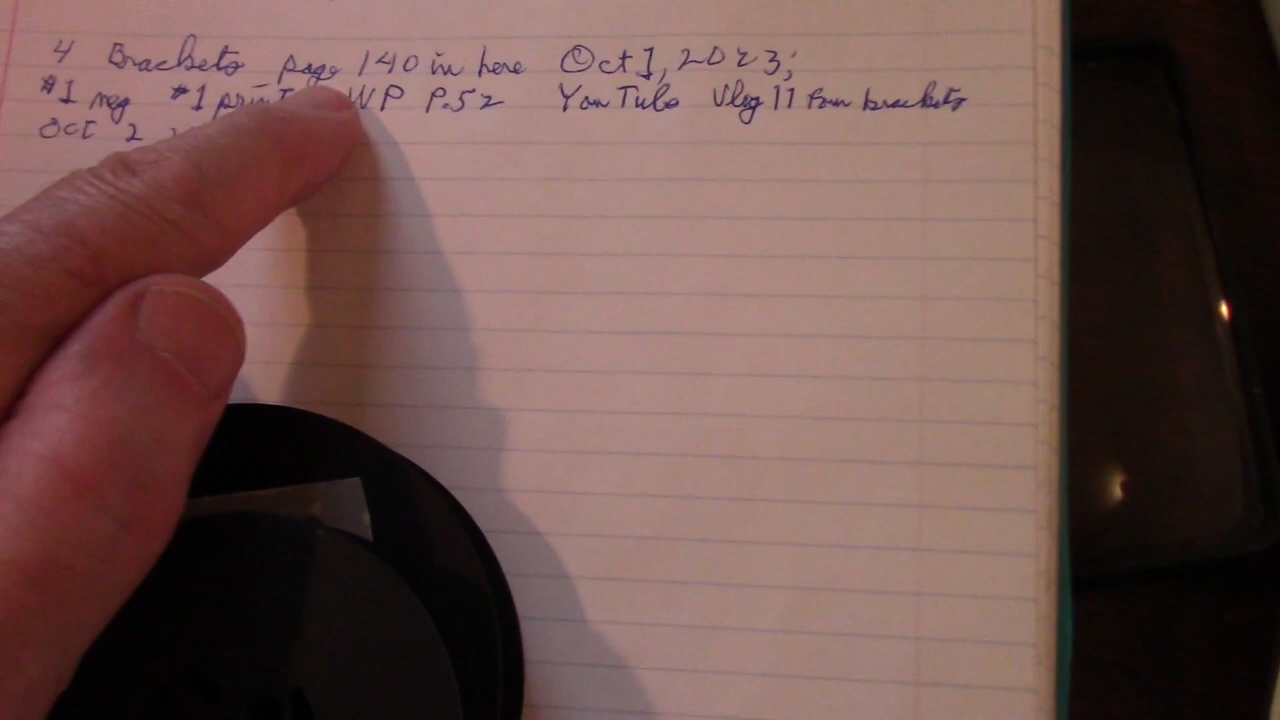 4 Brackets page 140 in here Oct 1, 2023;
#1 neg #1 print WP P.52 YouTube Vlog 11 Four brackets
Oct 2